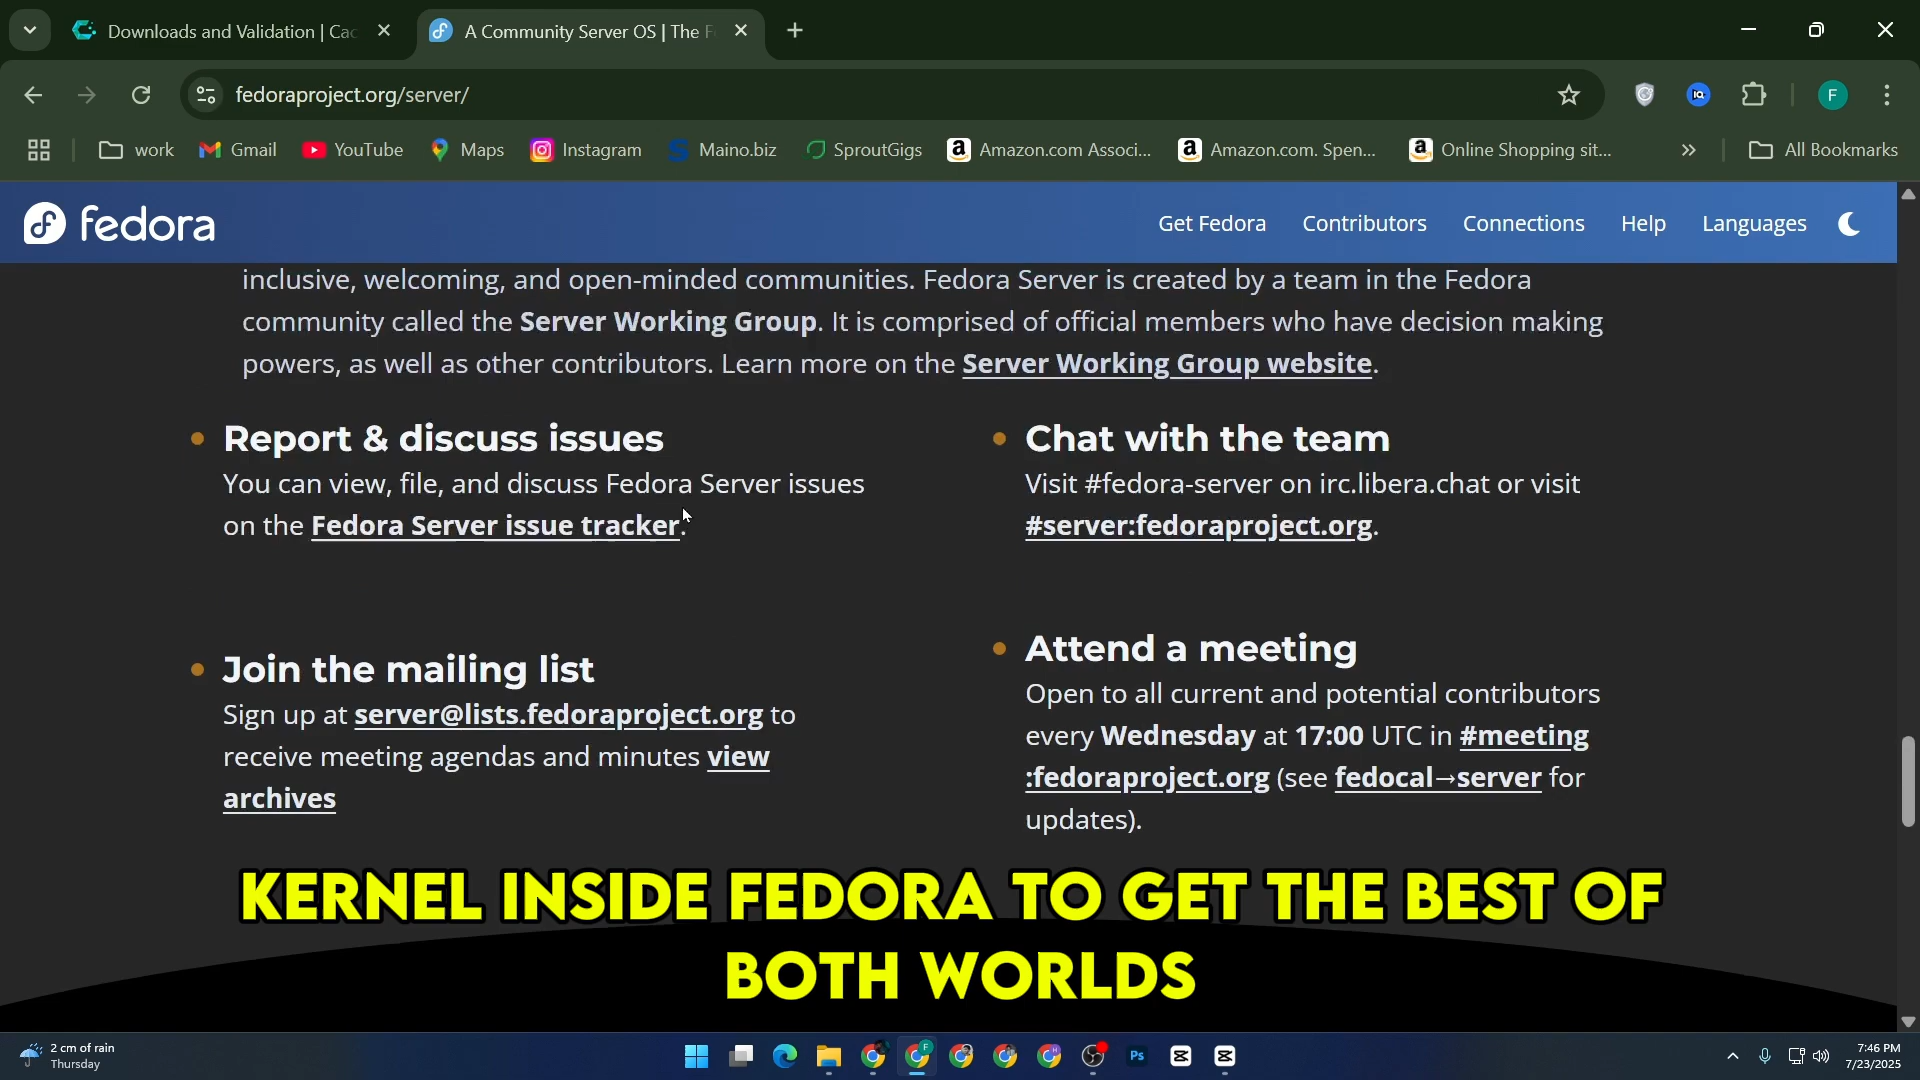 Downloads and Validation | Cac
A Community Server OS | The F
fedoraproject.org/server/
F
work
Gmail
YouTube
Maps
Instagram
Maino.biz
SproutGigs
Amazon.com Associ...
Amazon.com. Spen...
Online Shopping sit...
All Bookmarks
fedora
Get Fedora
Contributors
Connections
Help
Languages
inclusive, welcoming, and open-minded communities. Fedora Server is created by a team in the Fedora
community called the Server Working Group. It is comprised of official members who have decision making
powers, as well as other contributors. Learn more on the Server Working Group website.
Report & discuss issues
You can view, file, and discuss Fedora Server issues
on the Fedora Server issue tracker.
Chat with the team
Visit #fedora-server on irc.libera.chat or visit
#server:fedoraproject.org.
Join the mailing list
Sign up at server@lists.fedoraproject.org to
receive meeting agendas and minutes view
archives
Attend a meeting
Open to all current and potential contributors
every Wednesday at 17:00 UTC in #meeting
:fedoraproject.org (see fedocal→server for
updates).
KERNEL INSIDE FEDORA TO GET THE BEST OF
BOTH WORLDS
2 cm of rain
Thursday
Ps
7:46 PM
7/23/2025